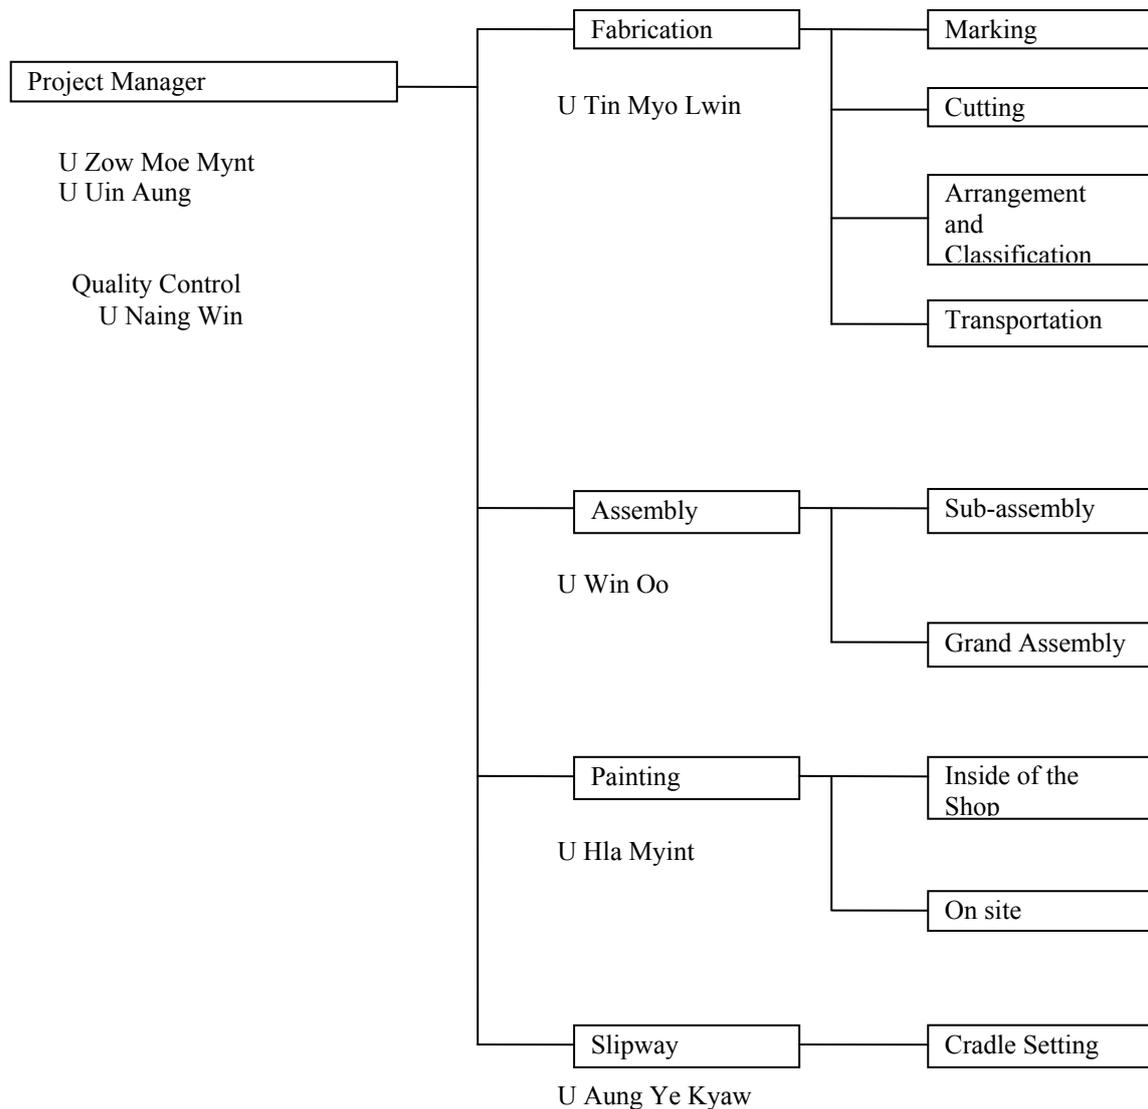 Project Manager
U Zow Moe Mynt
U Uin Aung
Quality Control
U Naing Win
Fabrication
U Tin Myo Lwin
Marking
Cutting
Arrangement
and
Classification
Transportation
Assembly
U Win Oo
Sub-assembly
Grand Assembly
Painting
U Hla Myint
Inside of the
Shop
On site
Slipway
U Aung Ye Kyaw
Cradle Setting